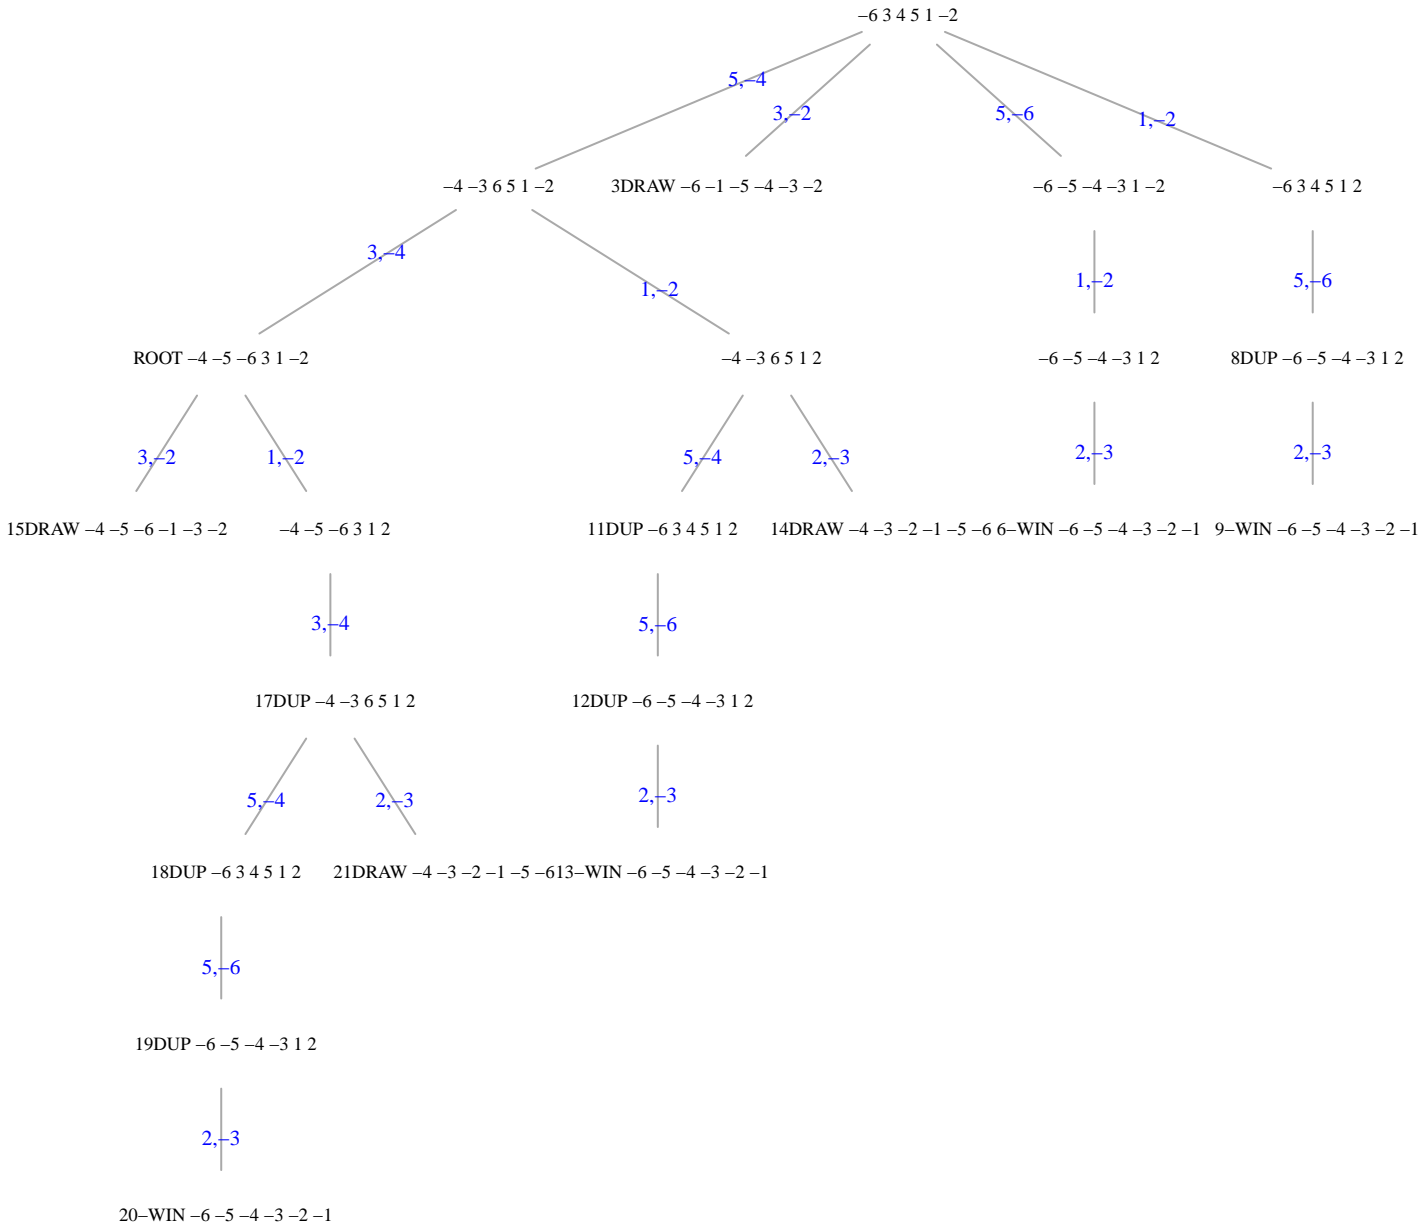 −6 3 4 5 1 −2
5,−4
3,−2
5,−6
1,−2
−4 −3 6 5 1 −2
3DRAW −6 −1 −5 −4 −3 −2
−6 −5 −4 −3 1 −2
−6 3 4 5 1 2
3,−4
1,−2
1,−2
5,−6
ROOT −4 −5 −6 3 1 −2
−4 −3 6 5 1 2
−6 −5 −4 −3 1 2
8DUP −6 −5 −4 −3 1 2
3,−2
1,−2
5,−4
2,−3
2,−3
2,−3
15DRAW −4 −5 −6 −1 −3 −2
−4 −5 −6 3 1 2
11DUP −6 3 4 5 1 2
14DRAW −4 −3 −2 −1 −5 −6
6−WIN −6 −5 −4 −3 −2 −1
9−WIN −6 −5 −4 −3 −2 −1
3,−4
5,−6
17DUP −4 −3 6 5 1 2
12DUP −6 −5 −4 −3 1 2
5,−4
2,−3
2,−3
18DUP −6 3 4 5 1 2
21DRAW −4 −3 −2 −1 −5 −6
13−WIN −6 −5 −4 −3 −2 −1
5,−6
19DUP −6 −5 −4 −3 1 2
2,−3
20−WIN −6 −5 −4 −3 −2 −1